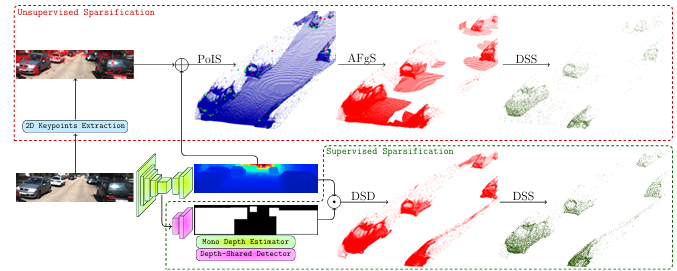 Unsupervised Sparsification
PoIS
AFgS
DSS
2D Keypoints Extraction
Supervised Sparsification
DSD
DSS
Mono Depth Estimator
Depth-Shared Detector